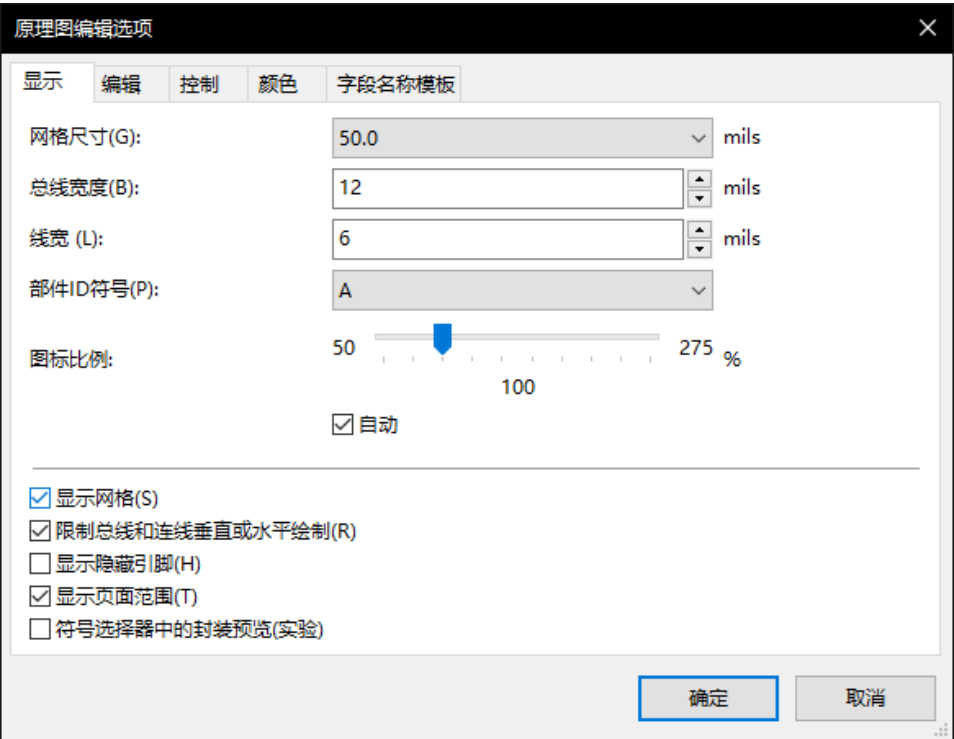 原理图编辑选项
显示 编辑 控制 颜色 字段名称模板
网格尺寸(G): 50.0 mils
总线宽度(B): 12 mils
线宽 (L): 6 mils
部件ID符号(P): A
图标比例: 50 275 %
100
自动
显示网格(S)
限制总线和连线垂直或水平绘制(R)
显示隐藏引脚(H)
显示页面范围(T)
符号选择器中的封装预览(实验)
确定 取消